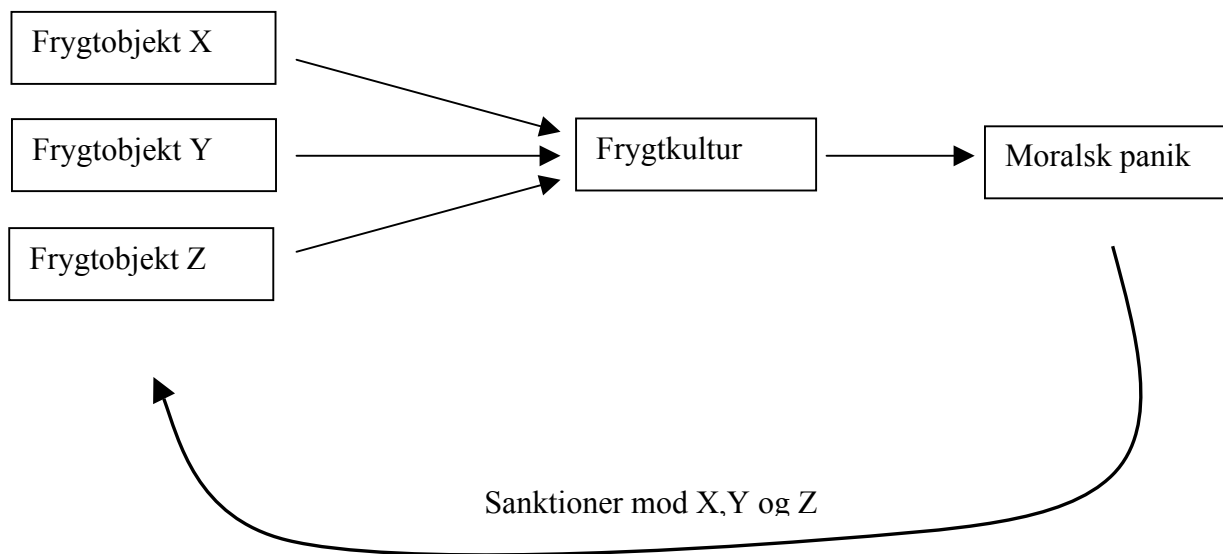 Frygtobjekt X
Frygtobjekt Y
Frygtobjekt Z
Frygtkultur
Moralsk panik
Sanktioner mod X,Y og Z